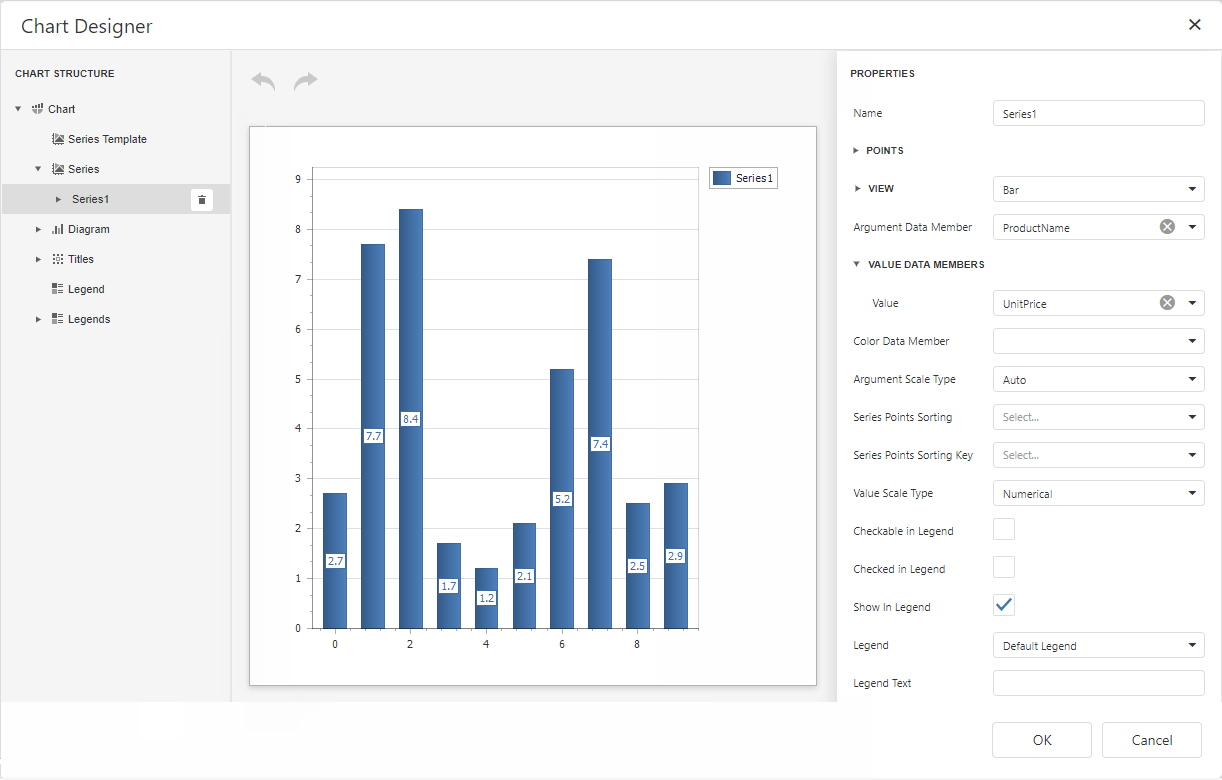 Chart Designer
CHART STRUCTURE
Chart
Series Template
Series
Series1
Diagram
Titles
Legend
Legends
9
8
7
6
5
4
3
2
1
0
2.7
7.7
8.4
1.7
1.2
2.1
5.2
7.4
2.5
2.9
0
2
4
6
8
Series1
PROPERTIES
Name Series1
POINTS
VIEW Bar
Argument Data Member ProductName
VALUE DATA MEMBERS
Value UnitPrice
Color Data Member
Argument Scale Type Auto
Series Points Sorting Select...
Series Points Sorting Key Select...
Value Scale Type Numerical
Checkable in Legend
Checked in Legend
Show In Legend
Legend Default Legend
Legend Text
OK Cancel